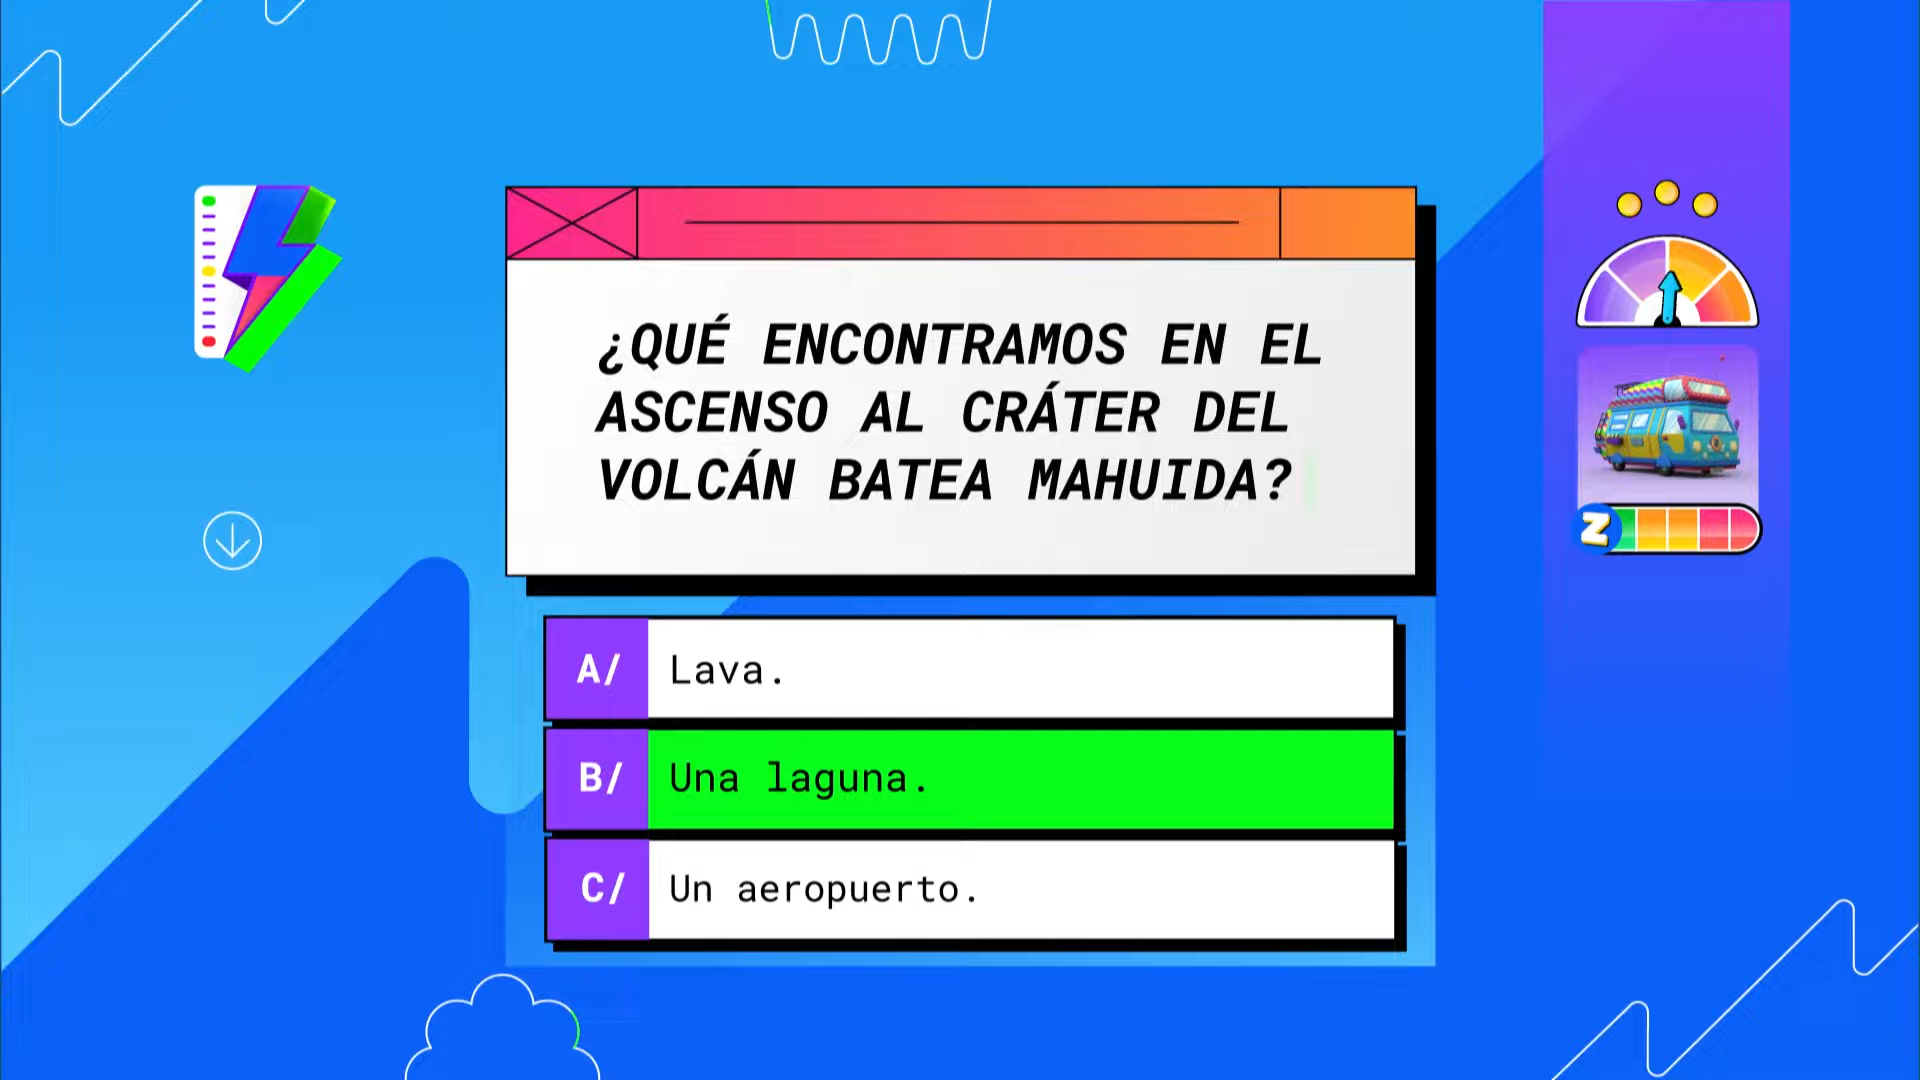 ¿QUÉ ENCONTRAMOS EN EL
ASCENSO AL CRÁTER DEL
VOLCÁN BATEA MAHUIDA?
A/ Lava.
B/ Una laguna.
C/ Un aeropuerto.
Z